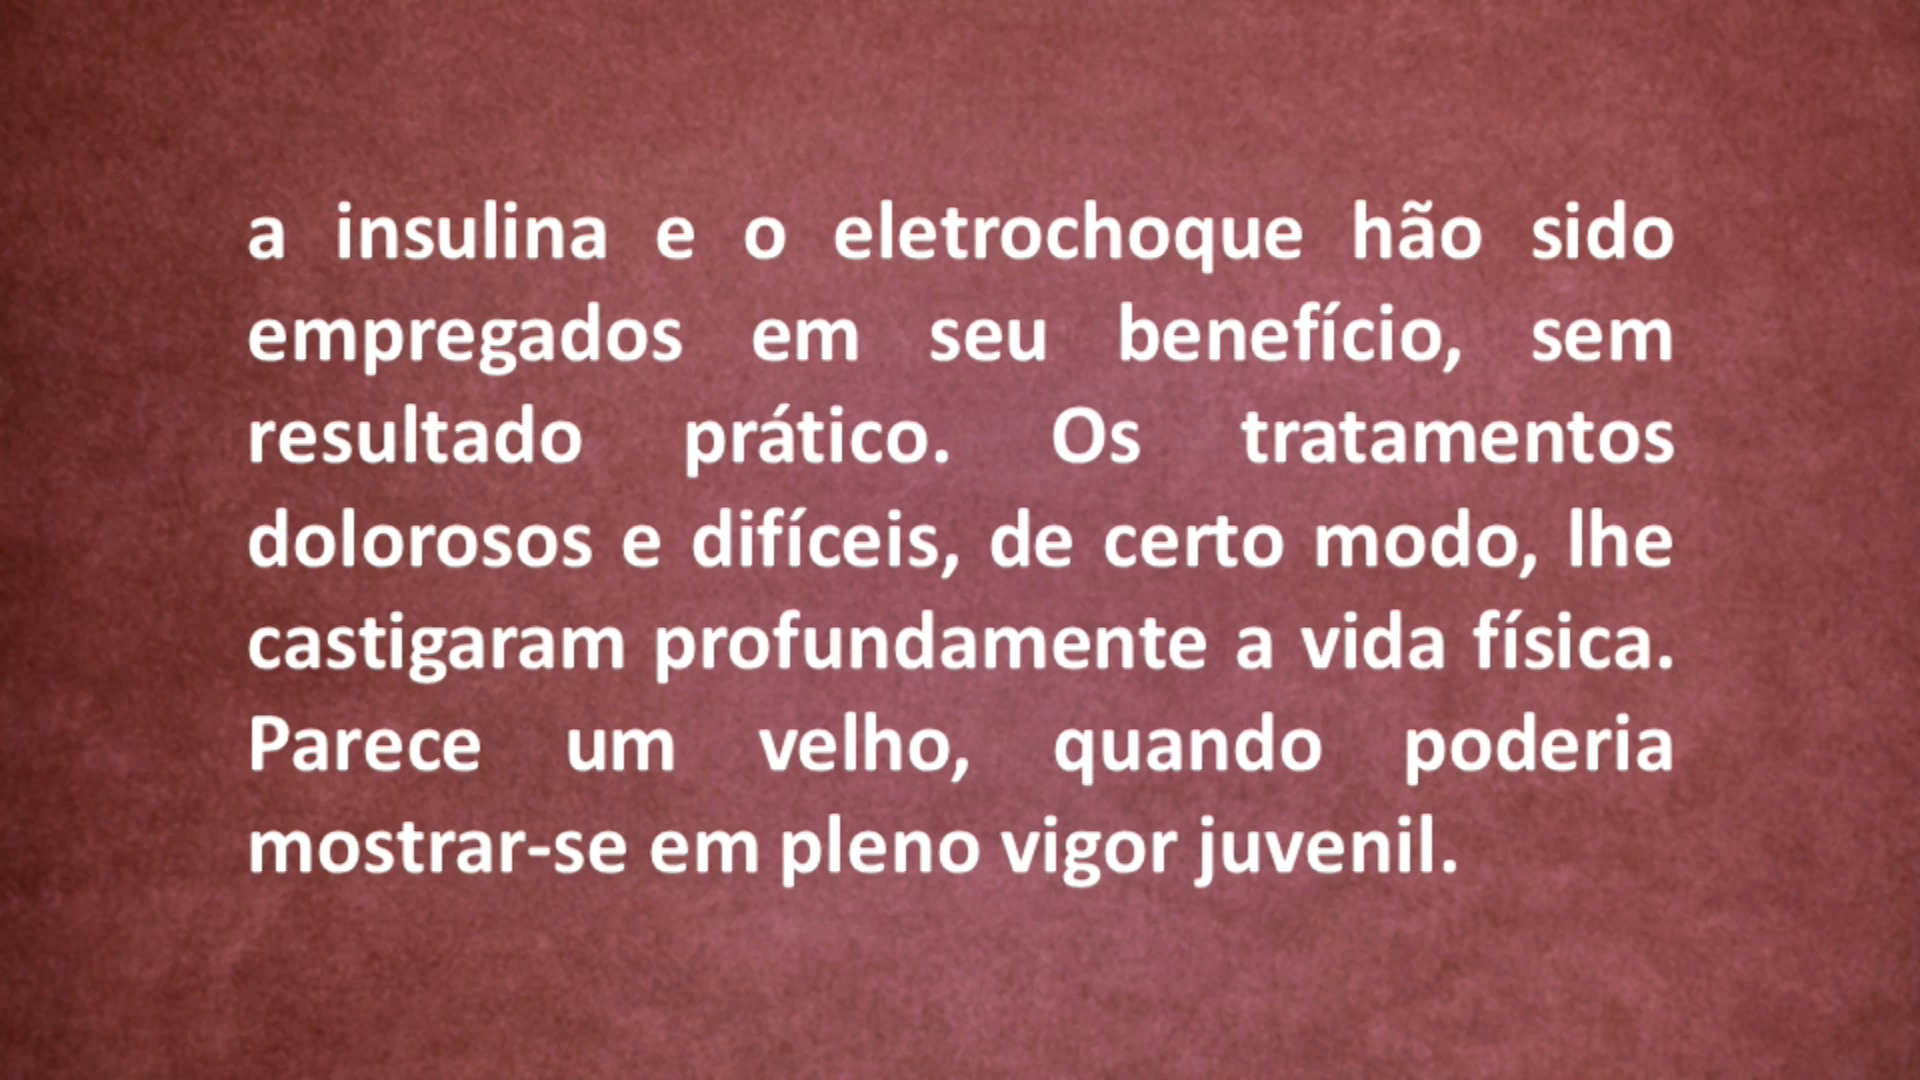 a insulina e o eletrochoque hão sido
empregados em seu benefício, sem
resultado prático. Os tratamentos
dolorosos e difíceis, de certo modo, lhe
castigaram profundamente a vida física.
Parece um velho, quando poderia
mostrar-se em pleno vigor juvenil.